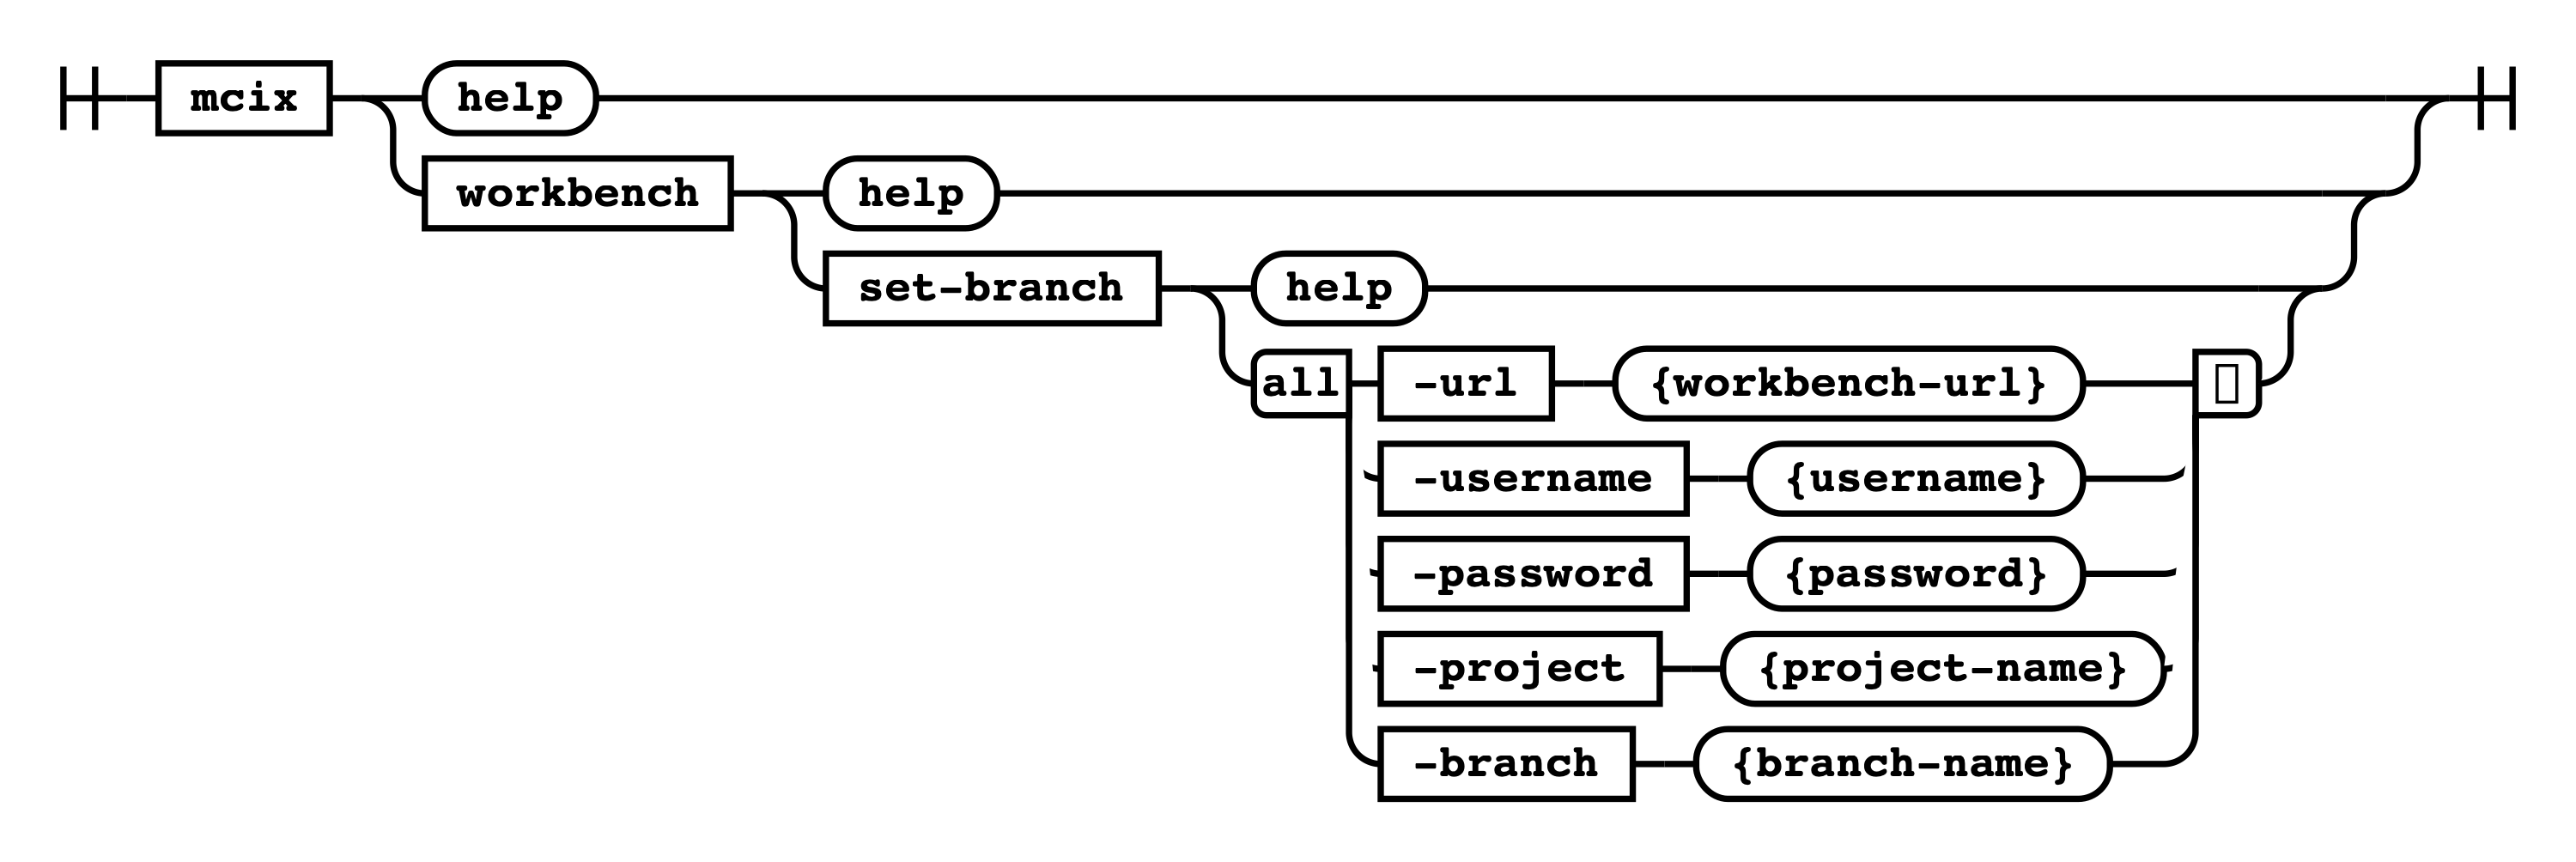 mcix help
workbench help
set-branch help
all -url {workbench-url}
-username {username}
-password {password}
-project {project-name}
-branch {branch-name}